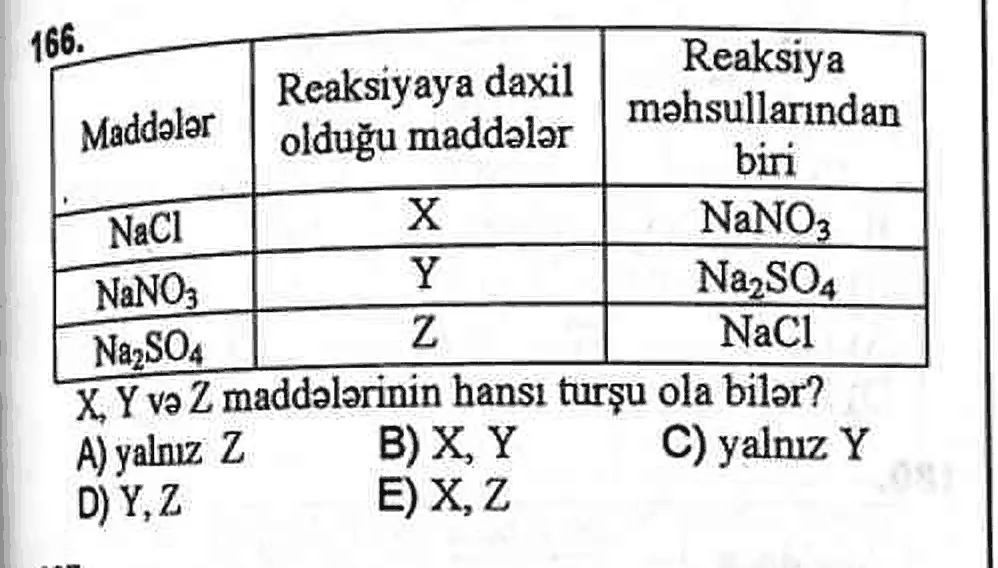 166.
Maddələr
Reaksiyaya daxil
olduğu maddələr
Reaksiya
məhsullarından
biri
NaCl X NaNO₃
NaNO₃ Y Na₂SO₄
Na₂SO₄ Z NaCl
X, Y və Z maddələrinin hansı turşu ola bilər?
A) yalnız Z B) X, Y C) yalnız Y
D) Y, Z E) X, Z